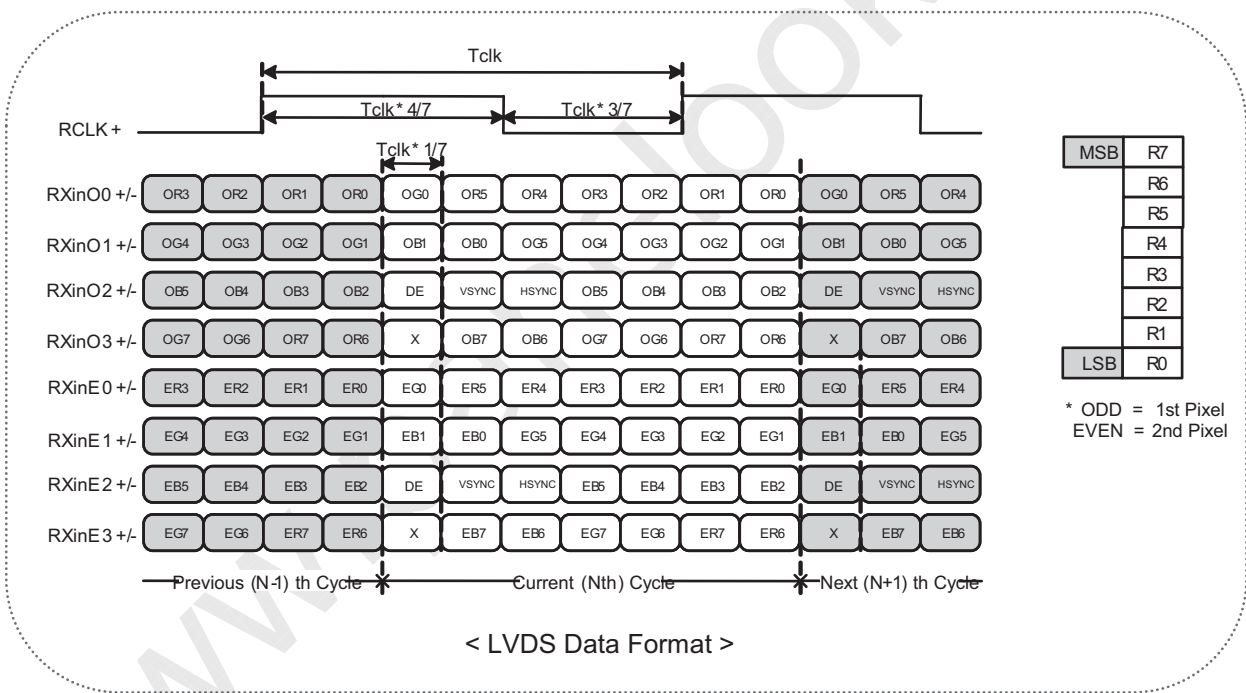 Tclk
Tclk* 4/7
Tclk* 3/7
RCLK +
Tclk* 1/7
RXinO0 +/- OR3 OR2 OR1 OR0 OG0 OR5 OR4 OR3 OR2 OR1 OR0 OG0 OR5 OR4
RXinO1 +/- OG4 OG3 OG2 OG1 OB1 OB0 OG5 OG4 OG3 OG2 OG1 OB1 OB0 OG5
RXinO2 +/- OB5 OB4 OB3 OB2 DE VSYNC HSYNC OB5 OB4 OB3 OB2 DE VSYNC HSYNC
RXinO3 +/- OG7 OG6 OR7 OR6 X OB7 OB6 OG7 OG6 OR7 OR6 X OB7 OB6
RXinE0 +/- ER3 ER2 ER1 ER0 EG0 ER5 ER4 ER3 ER2 ER1 ER0 EG0 ER5 ER4
RXinE1 +/- EG4 EG3 EG2 EG1 EB1 EB0 EG5 EG4 EG3 EG2 EG1 EB1 EB0 EG5
RXinE2 +/- EB5 EB4 EB3 EB2 DE VSYNC HSYNC EB5 EB4 EB3 EB2 DE VSYNC HSYNC
RXinE3 +/- EG7 EG6 ER7 ER6 X EB7 EB6 EG7 EG6 ER7 ER6 X EB7 EB6
Previous (N-1) th Cycle
Current (Nth) Cycle
Next (N+1) th Cycle
MSB R7
R6
R5
R4
R3
R2
R1
LSB R0
* ODD = 1st Pixel
EVEN = 2nd Pixel
< LVDS Data Format >